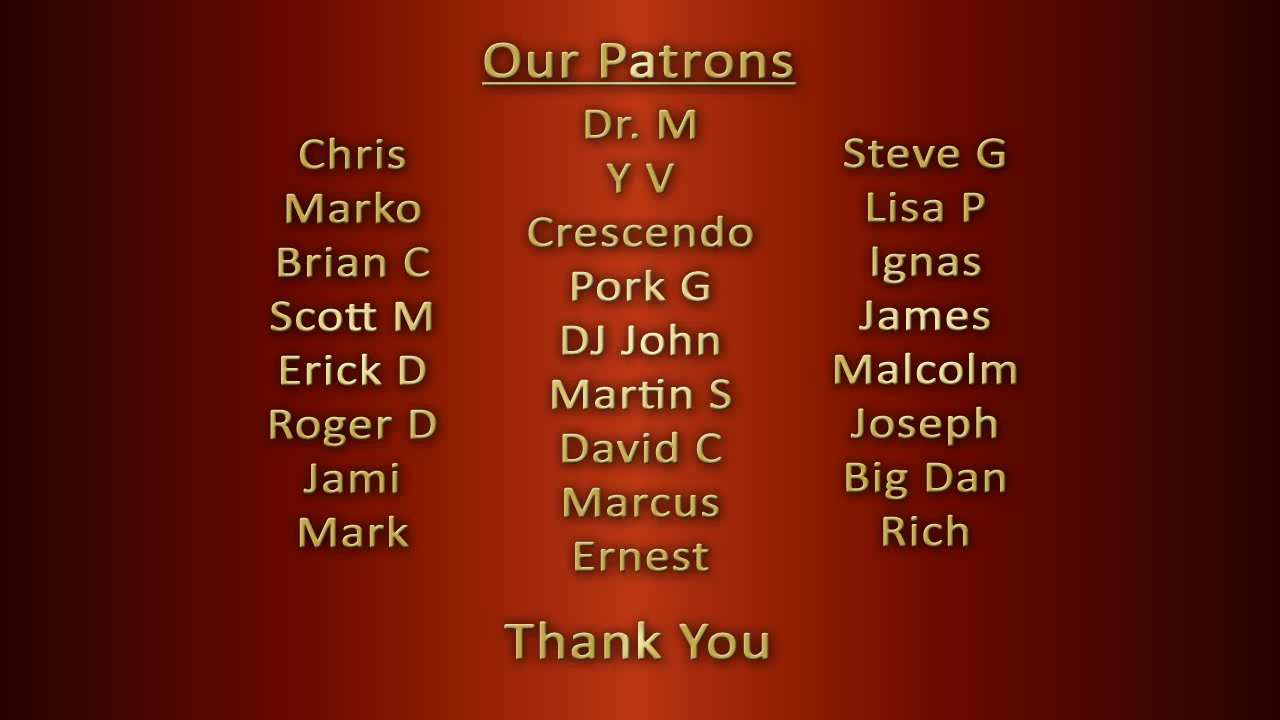 Our Patrons
Chris
Marko
Brian C
Scott M
Erick D
Roger D
Jami
Mark
Dr. M
Y V
Crescendo
Pork G
DJ John
Martin S
David C
Marcus
Ernest
Steve G
Lisa P
Ignas
James
Malcolm
Joseph
Big Dan
Rich
Thank You